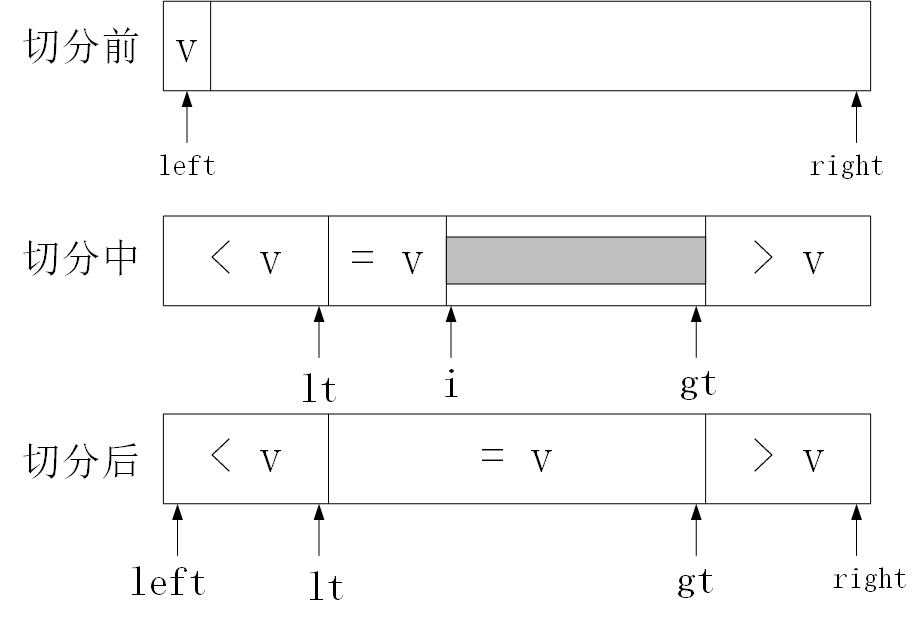 切分前 v
left right
切分中 < v = v > v
lt i gt
切分后 < v = v > v
left lt gt right